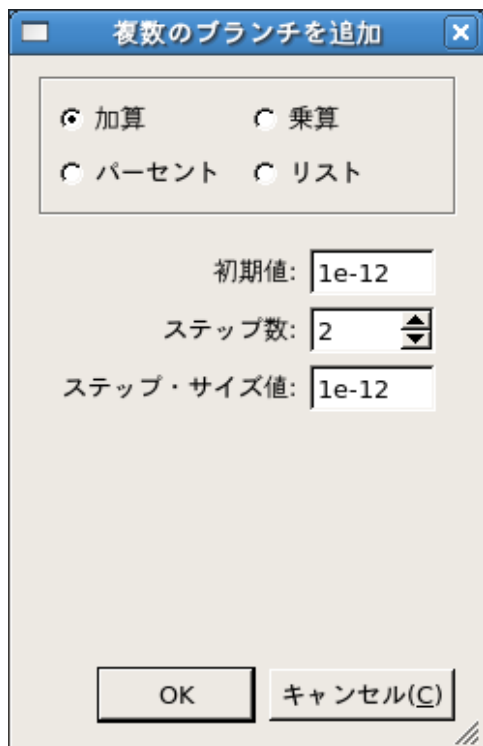 複数のブランチを追加
加算 乗算
パーセント リスト
初期値: 1e-12
ステップ数: 2
ステップ・サイズ値: 1e-12
OK キャンセル(C)